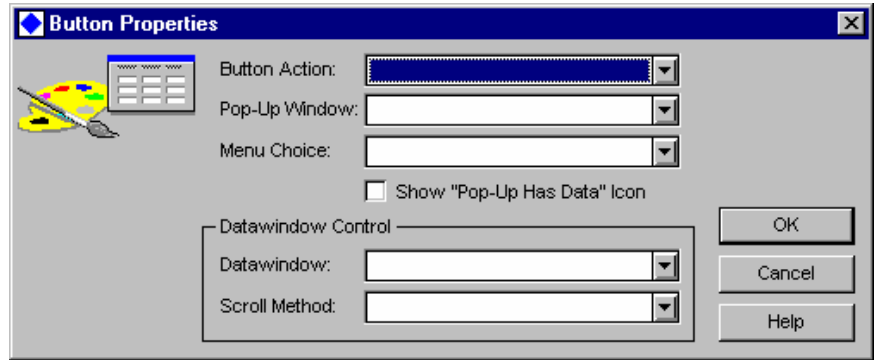 Button Properties
Button Action:
Pop-Up Window:
Menu Choice:
Show "Pop-Up Has Data" Icon
Datawindow Control
Datawindow:
Scroll Method:
OK
Cancel
Help